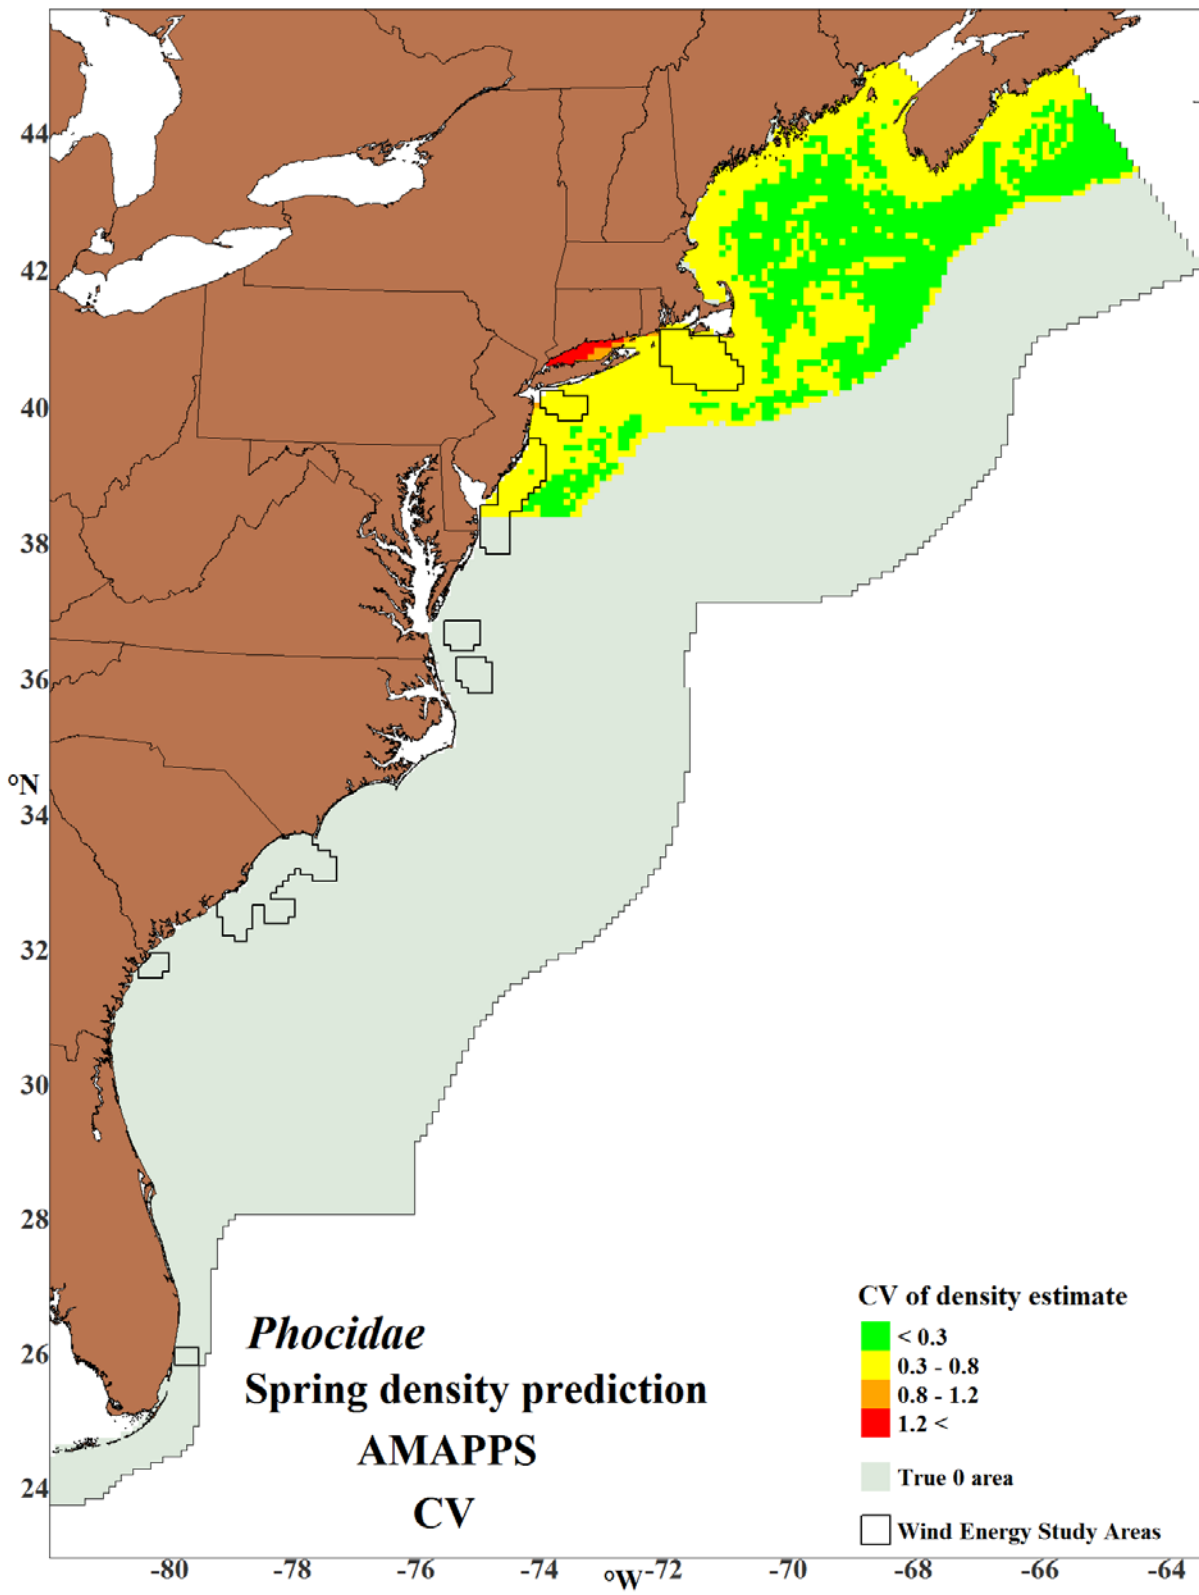 44
42
40
38
36
°N
34
32
30
28
26
24
Phocidae
Spring density prediction
AMAPPS
CV
CV of density estimate
< 0.3
0.3 - 0.8
0.8 - 1.2
1.2 <
True 0 area
Wind Energy Study Areas
-80 -78 -76 -74 -72 -70 -68 -66 -64
°W